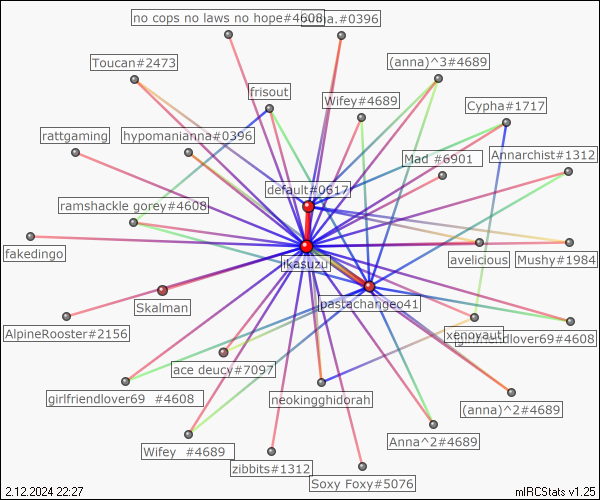 no cops no laws no hope#4608
anna.#0396
Toucan#2473
(anna)^3#4689
frisout
Wifey#4689
Cypha#1717
rattgaming
hypomanianna#0396
Mad #6901
Annarchist#1312
default#0617
ramshackle gorey#4608
fakedingo
ikasuzu
avelicious
Mushy#1984
Skalman
pastachangeo41
AlpineRooster#2156
xenoyaut
girlfriendlover69#4608
ace deucy#7097
girlfriendlover69 #4608
neokingghidorah
(anna)^2#4689
Wifey #4689
Anna^2#4689
zibbits#1312
Soxy Foxy#5076
2.12.2024 22:27
mIRCStats v1.25